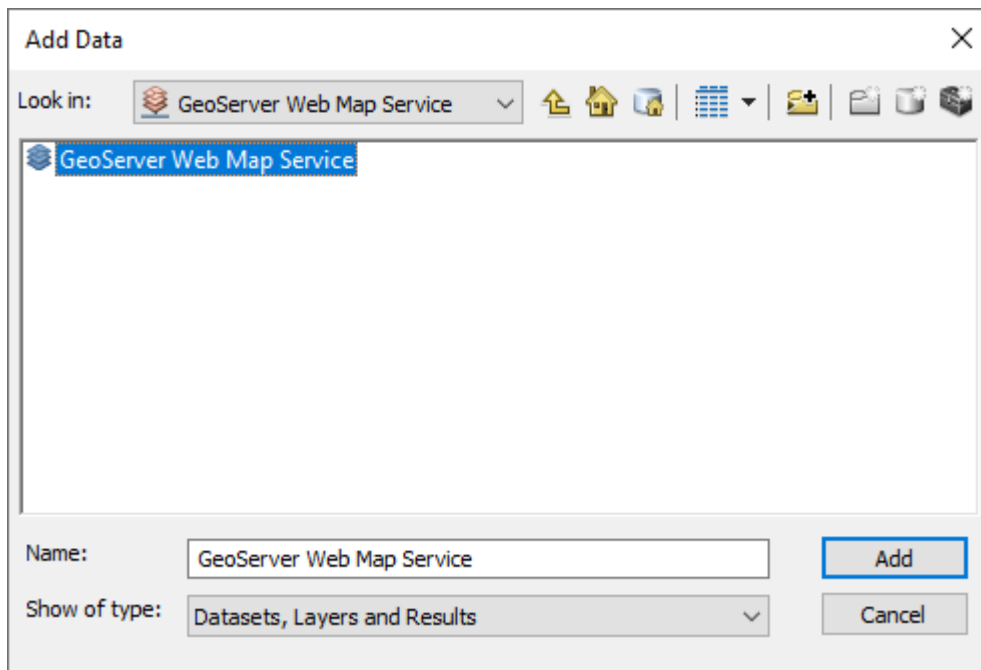 Add Data
Look in: GeoServer Web Map Service
GeoServer Web Map Service
Name: GeoServer Web Map Service Add
Show of type: Datasets, Layers and Results Cancel